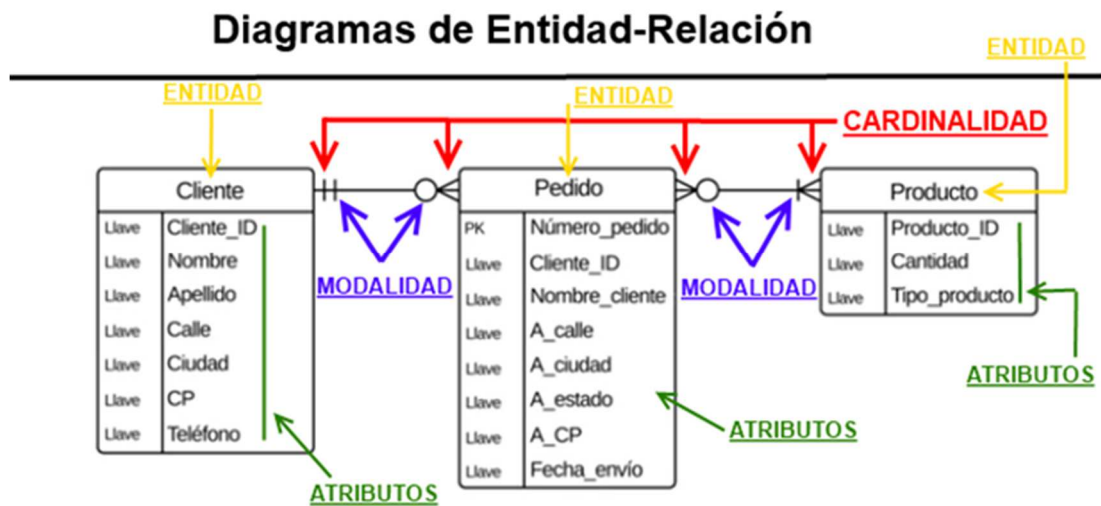 Diagramas de Entidad-Relación
ENTIDAD
ENTIDAD
ENTIDAD
CARDINALIDAD
Cliente
Llave Cliente_ID
Llave Nombre
Llave Apellido
Llave Calle
Llave Ciudad
Llave CP
Llave Teléfono
ATRIBUTOS
MODALIDAD
Pedido
PK Número_pedido
Llave Cliente_ID
Llave Nombre_cliente
Llave A_calle
Llave A_ciudad
Llave A_estado
Llave A_CP
Llave Fecha_envío
ATRIBUTOS
MODALIDAD
Producto
Llave Producto_ID
Llave Cantidad
Llave Tipo_producto
ATRIBUTOS